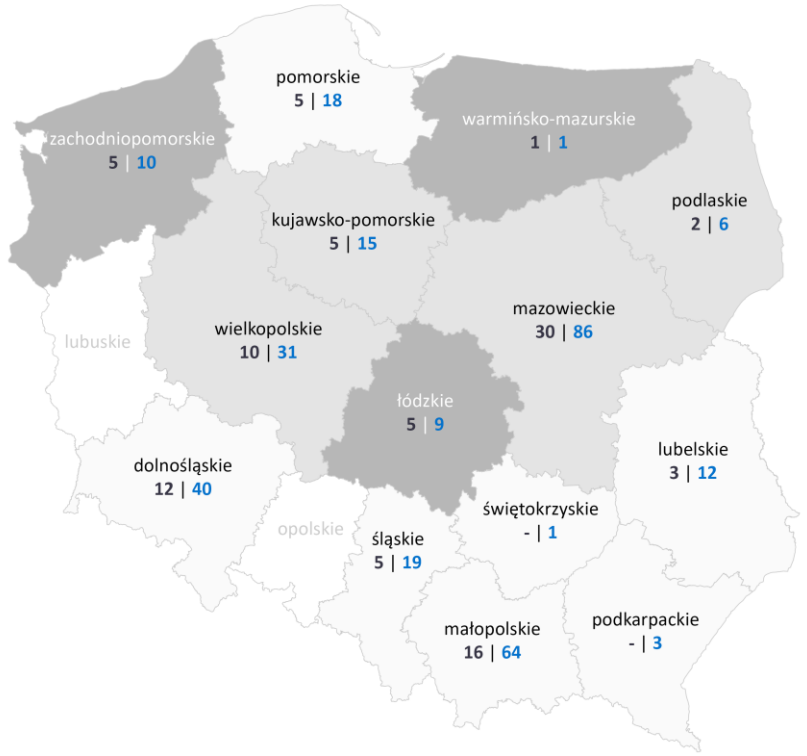 pomorskie
5 | 18
warmińsko-mazurskie
1 | 1
zachodniopomorskie
5 | 10
podlaskie
2 | 6
kujawsko-pomorskie
5 | 15
mazowieckie
30 | 86
wielkopolskie
10 | 31
lubuskie
łódzkie
5 | 9
lubelskie
3 | 12
dolnośląskie
12 | 40
opolskie
świętokrzyskie
- | 1
śląskie
5 | 19
podkarpackie
- | 3
małopolskie
16 | 64